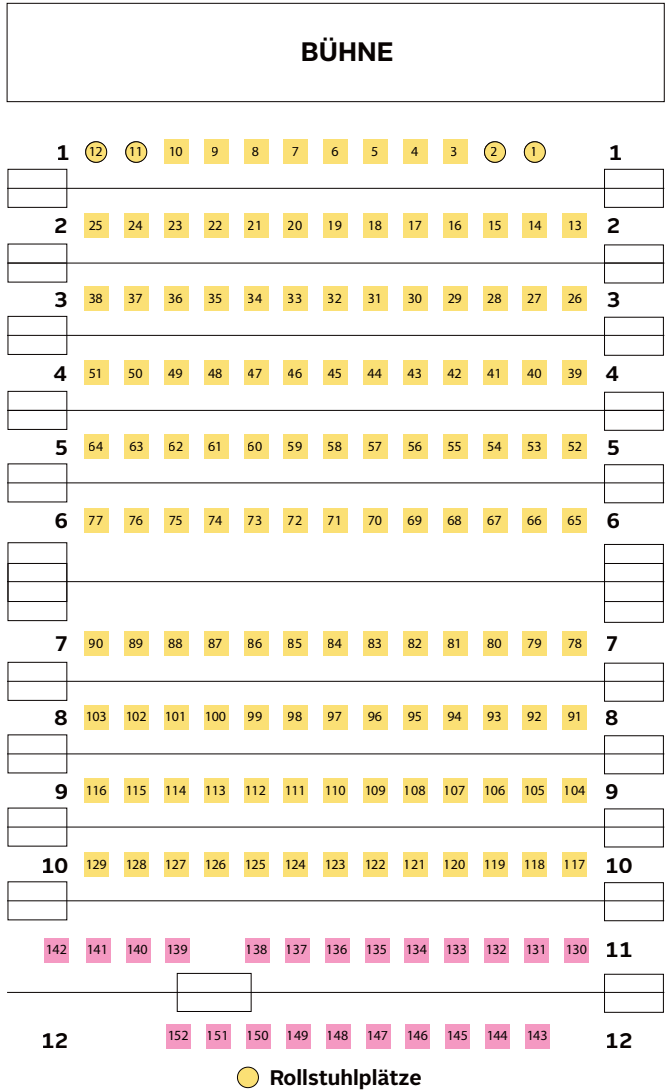 BÜHNE
1 12 11 10 9 8 7 6 5 4 3 2 1 1
2 25 24 23 22 21 20 19 18 17 16 15 14 13 2
3 38 37 36 35 34 33 32 31 30 29 28 27 26 3
4 51 50 49 48 47 46 45 44 43 42 41 40 39 4
5 64 63 62 61 60 59 58 57 56 55 54 53 52 5
6 77 76 75 74 73 72 71 70 69 68 67 66 65 6
7 90 89 88 87 86 85 84 83 82 81 80 79 78 7
8 103 102 101 100 99 98 97 96 95 94 93 92 91 8
9 116 115 114 113 112 111 110 109 108 107 106 105 104 9
10 129 128 127 126 125 124 123 122 121 120 119 118 117 10
142 141 140 139 138 137 136 135 134 133 132 131 130 11
12 152 151 150 149 148 147 146 145 144 143 12
Rollstuhlplätze